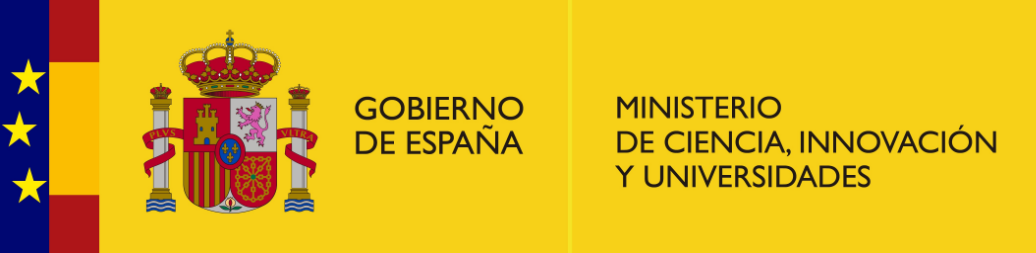 PLVS VLTRA
GOBIERNO
DE ESPAÑA
MINISTERIO
DE CIENCIA, INNOVACIÓN
Y UNIVERSIDADES